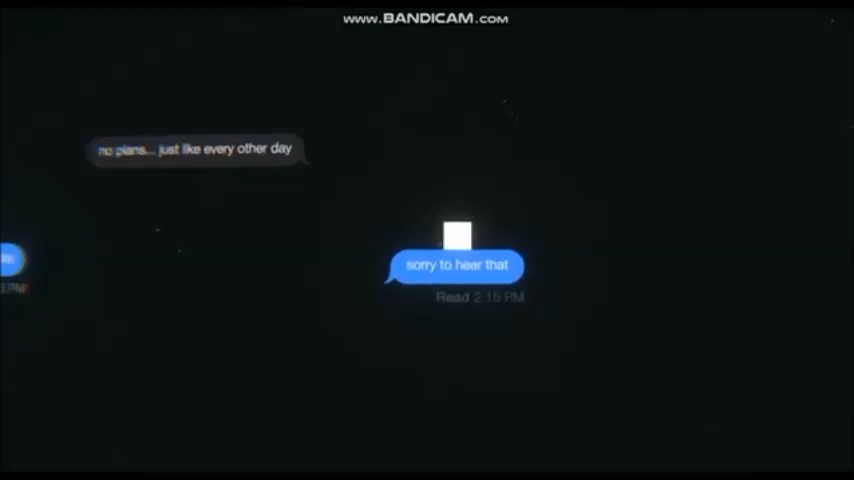 www.BANDICAM.com
no plans... just like every other day
sorry to hear that
Read 2:15 PM